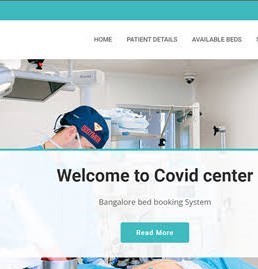 HOME PATIENT DETAILS AVAILABLE BEDS
Welcome to Covid center
Bangalore bed booking System
Read More